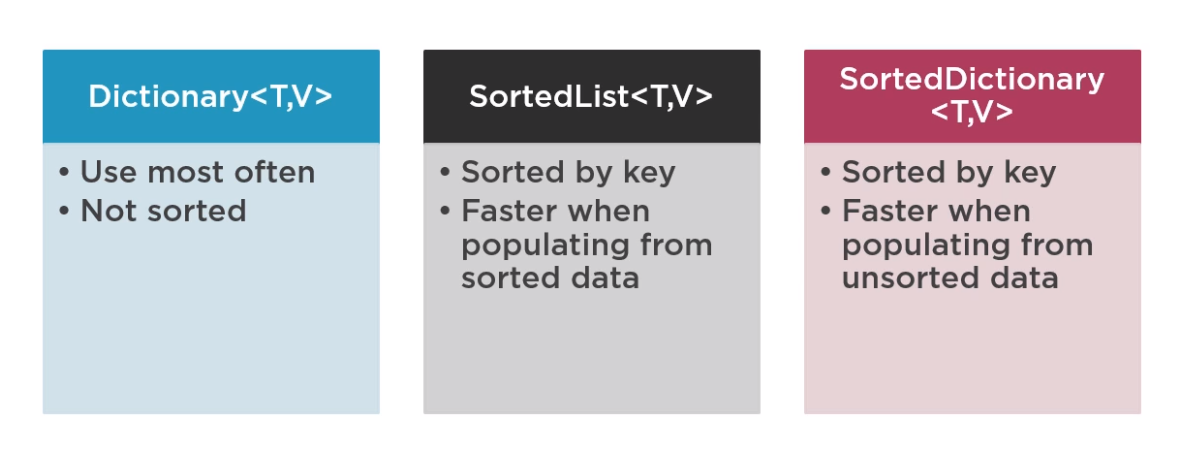 Dictionary<T,V>
• Use most often
• Not sorted
SortedList<T,V>
• Sorted by key
• Faster when
populating from
sorted data
SortedDictionary
<T,V>
• Sorted by key
• Faster when
populating from
unsorted data